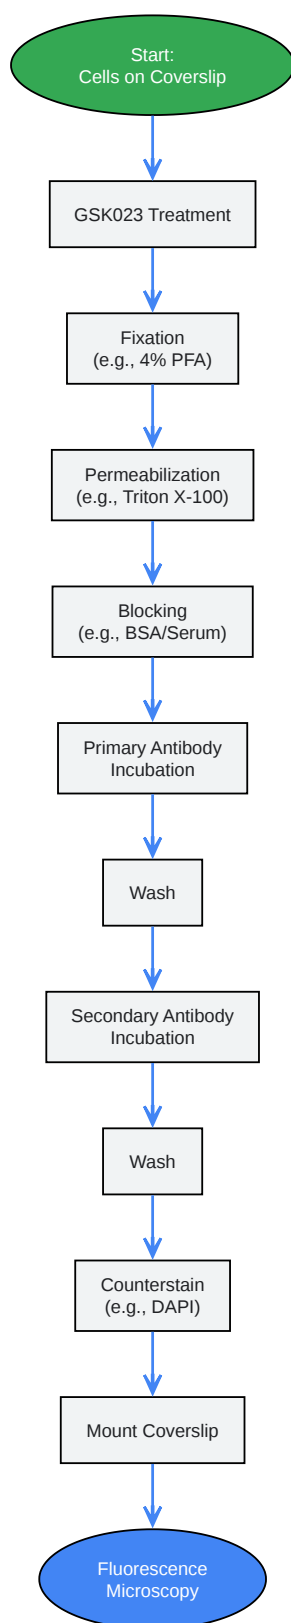 Start:
Cells on Coverslip
GSK023 Treatment
Fixation
(e.g., 4% PFA)
Permeabilization
(e.g., Triton X-100)
Blocking
(e.g., BSA/Serum)
Primary Antibody
Incubation
Wash
Secondary Antibody
Incubation
Wash
Counterstain
(e.g., DAPI)
Mount Coverslip
Fluorescence
Microscopy